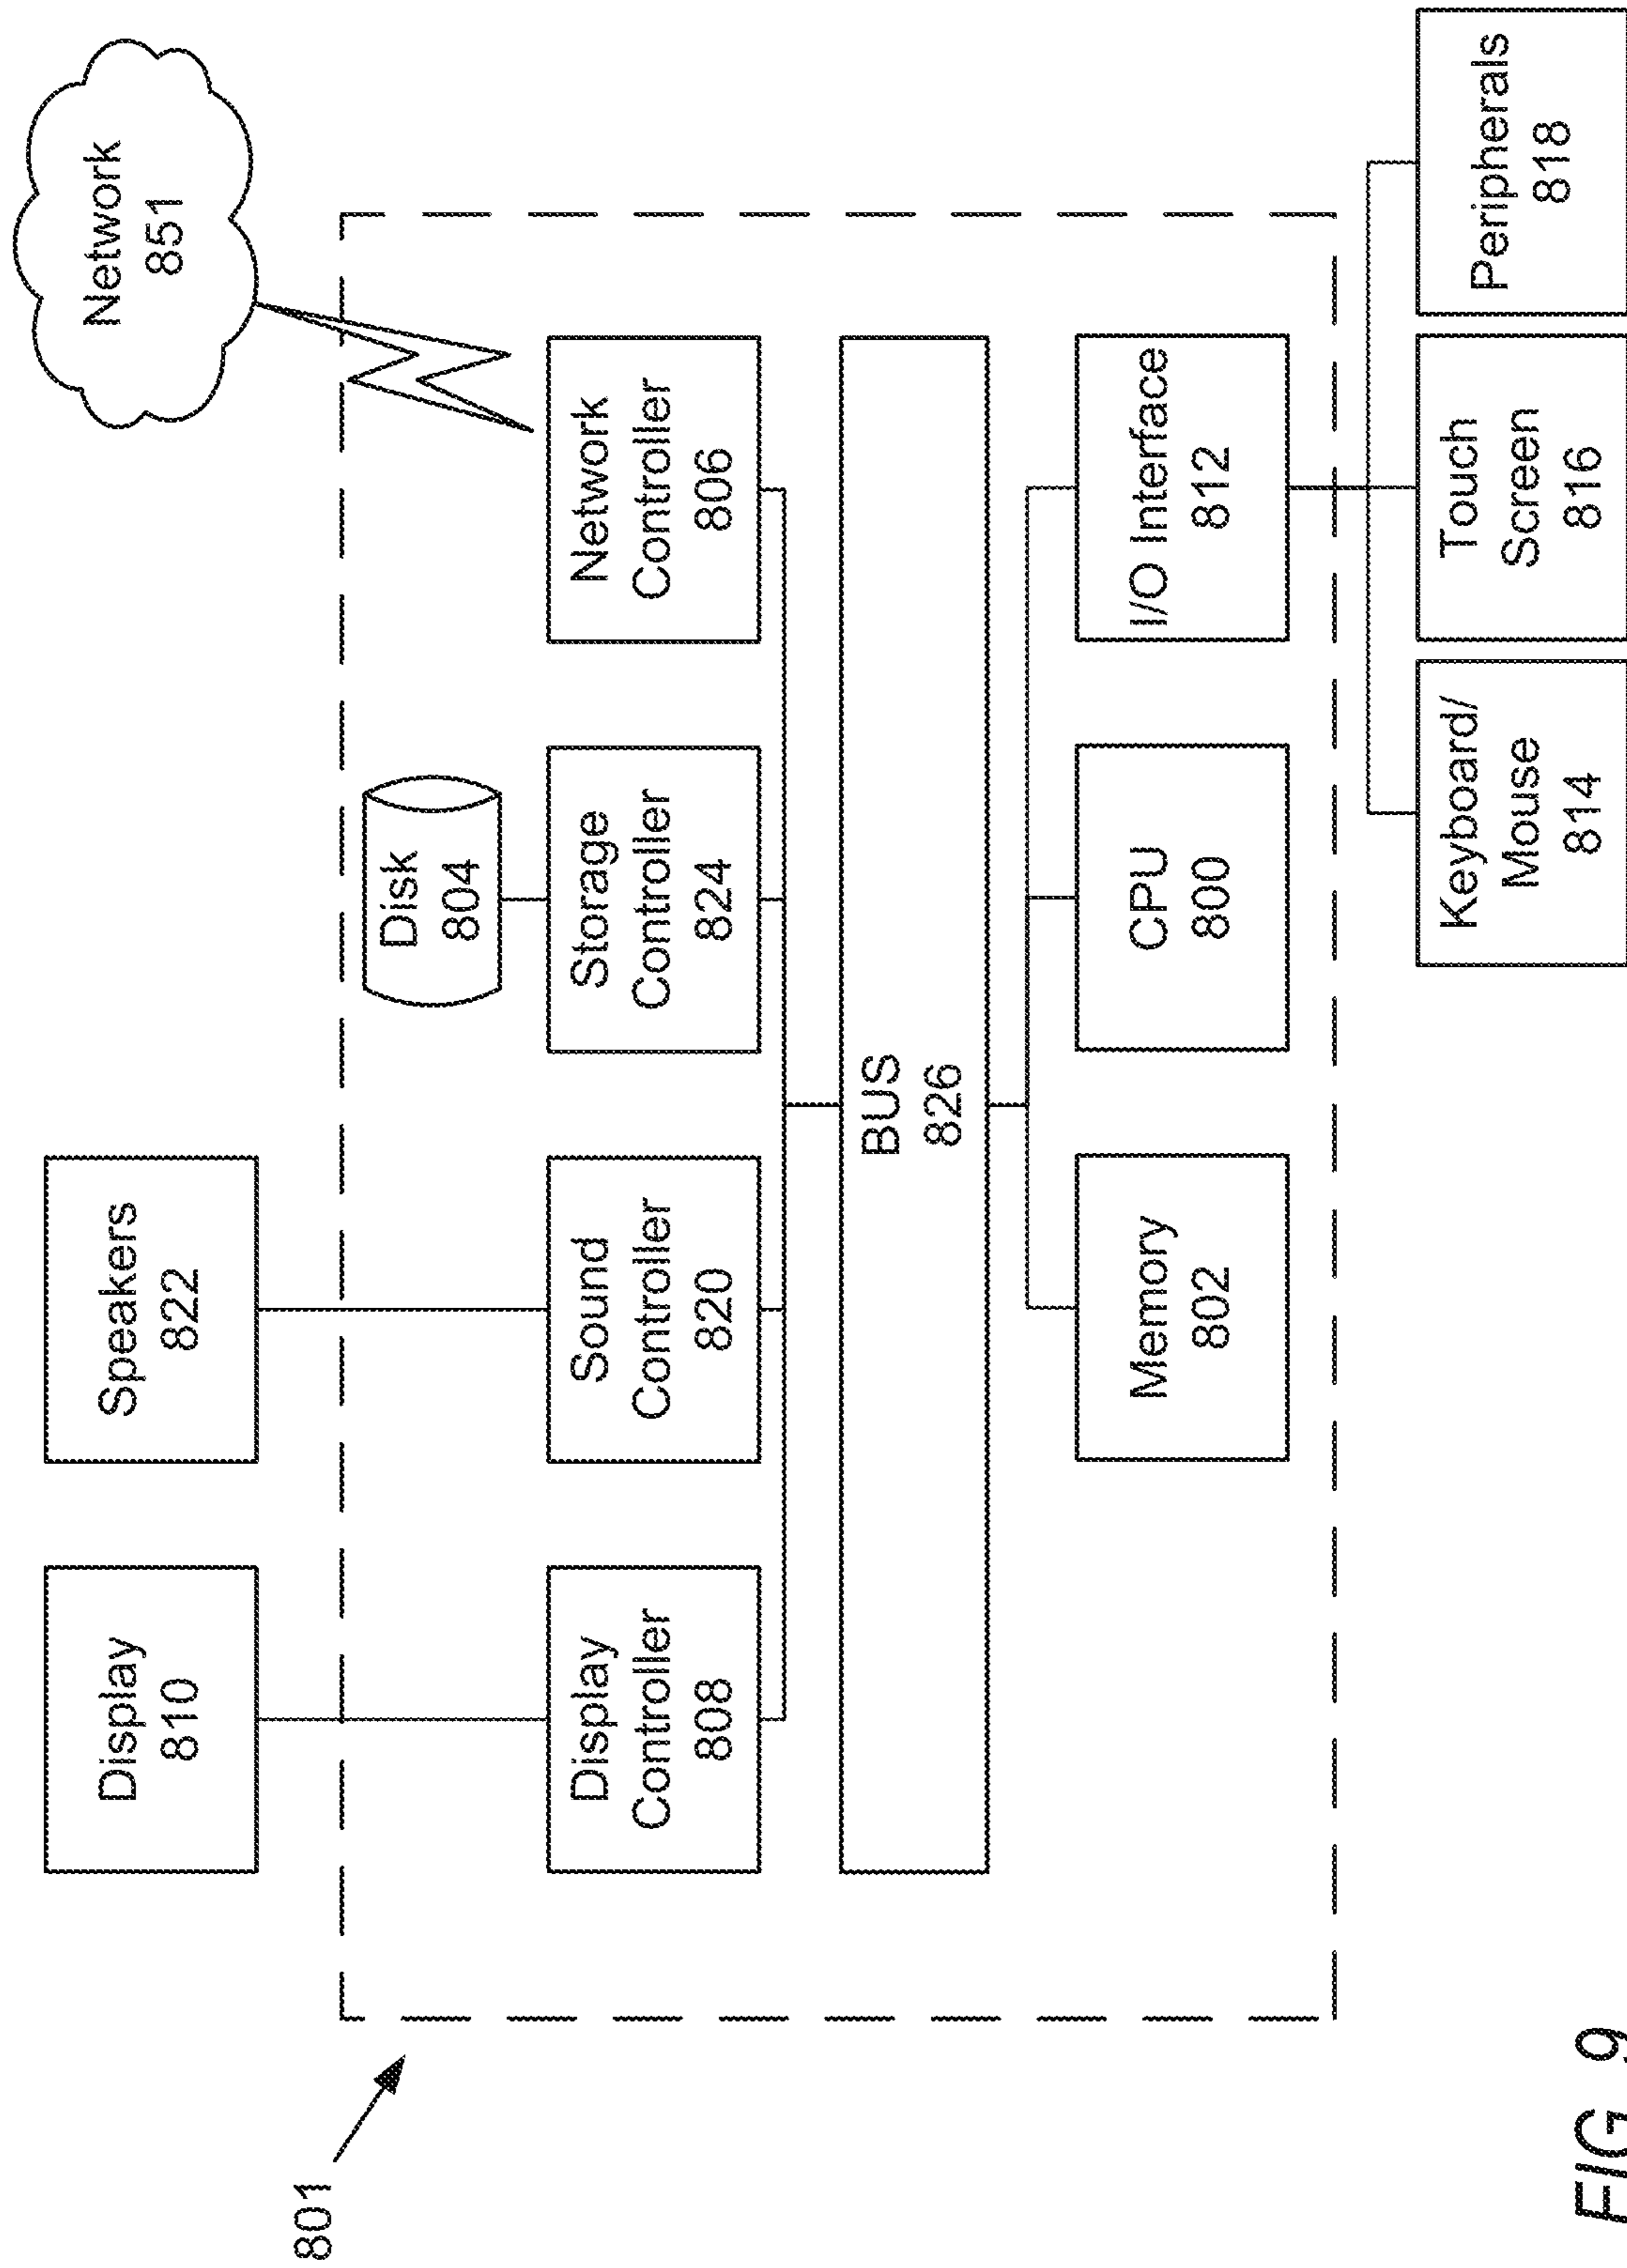 801
Display
810
Speakers
822
Network
851
Disk
804
Display
Controller
808
Sound
Controller
820
Storage
Controller
824
Network
Controller
806
BUS
826
Memory
802
CPU
800
I/O Interface
812
Keyboard/
Mouse
814
Touch
Screen
816
Peripherals
818
FIG. 9